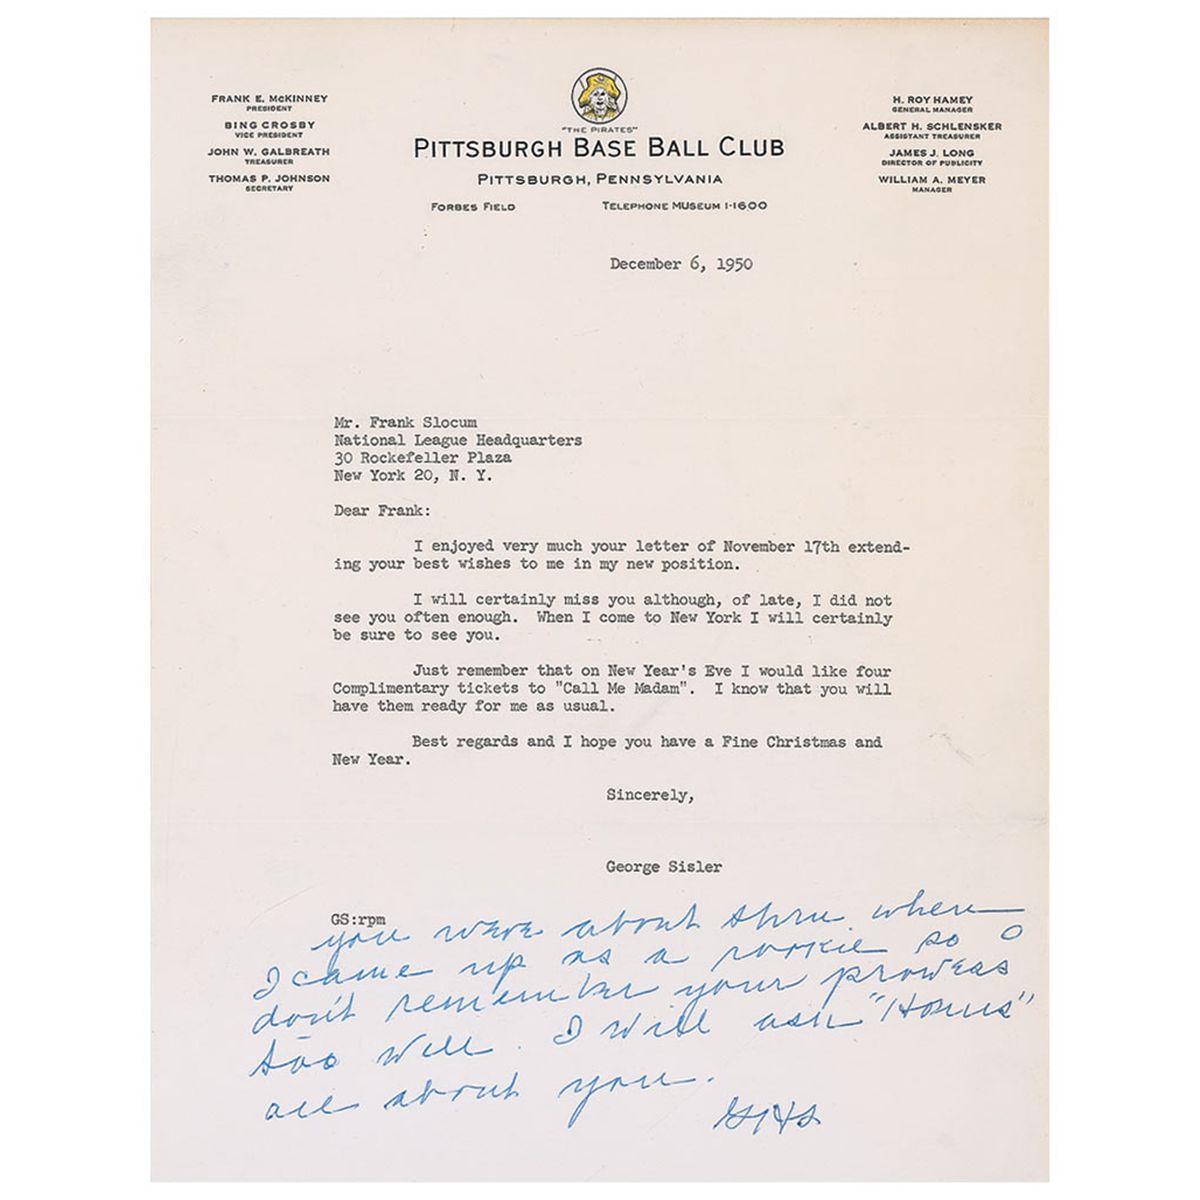 FRANK E. McKINNEY
PRESIDENT
BING CROSBY
VICE PRESIDENT
JOHN W. GALBREATH
TREASURER
THOMAS P. JOHNSON
SECRETARY
"THE PIRATES"
PITTSBURGH BASE BALL CLUB
PITTSBURGH, PENNSYLVANIA
FORBES FIELD TELEPHONE MUSEUM 1-1600
H. ROY HAMEY
GENERAL MANAGER
ALBERT H. SCHLENSKER
ASSISTANT TREASURER
JAMES J. LONG
DIRECTOR OF PUBLICITY
WILLIAM A. MEYER
MANAGER
December 6, 1950
Mr. Frank Slocum
National League Headquarters
30 Rockefeller Plaza
New York 20, N. Y.
Dear Frank:
I enjoyed very much your letter of November 17th extend-
ing your best wishes to me in my new position.
I will certainly miss you although, of late, I did not
see you often enough. When I come to New York I will certainly
be sure to see you.
Just remember that on New Year's Eve I would like four
Complimentary tickets to "Call Me Madam". I know that you will
have them ready for me as usual.
Best regards and I hope you have a Fine Christmas and
New Year.
Sincerely,
George Sisler
GS:rpm
you were about thru when
I came up as a rookie so I
don't remember your prowess
too well. I will ask "Honus"
all about you.
GHS